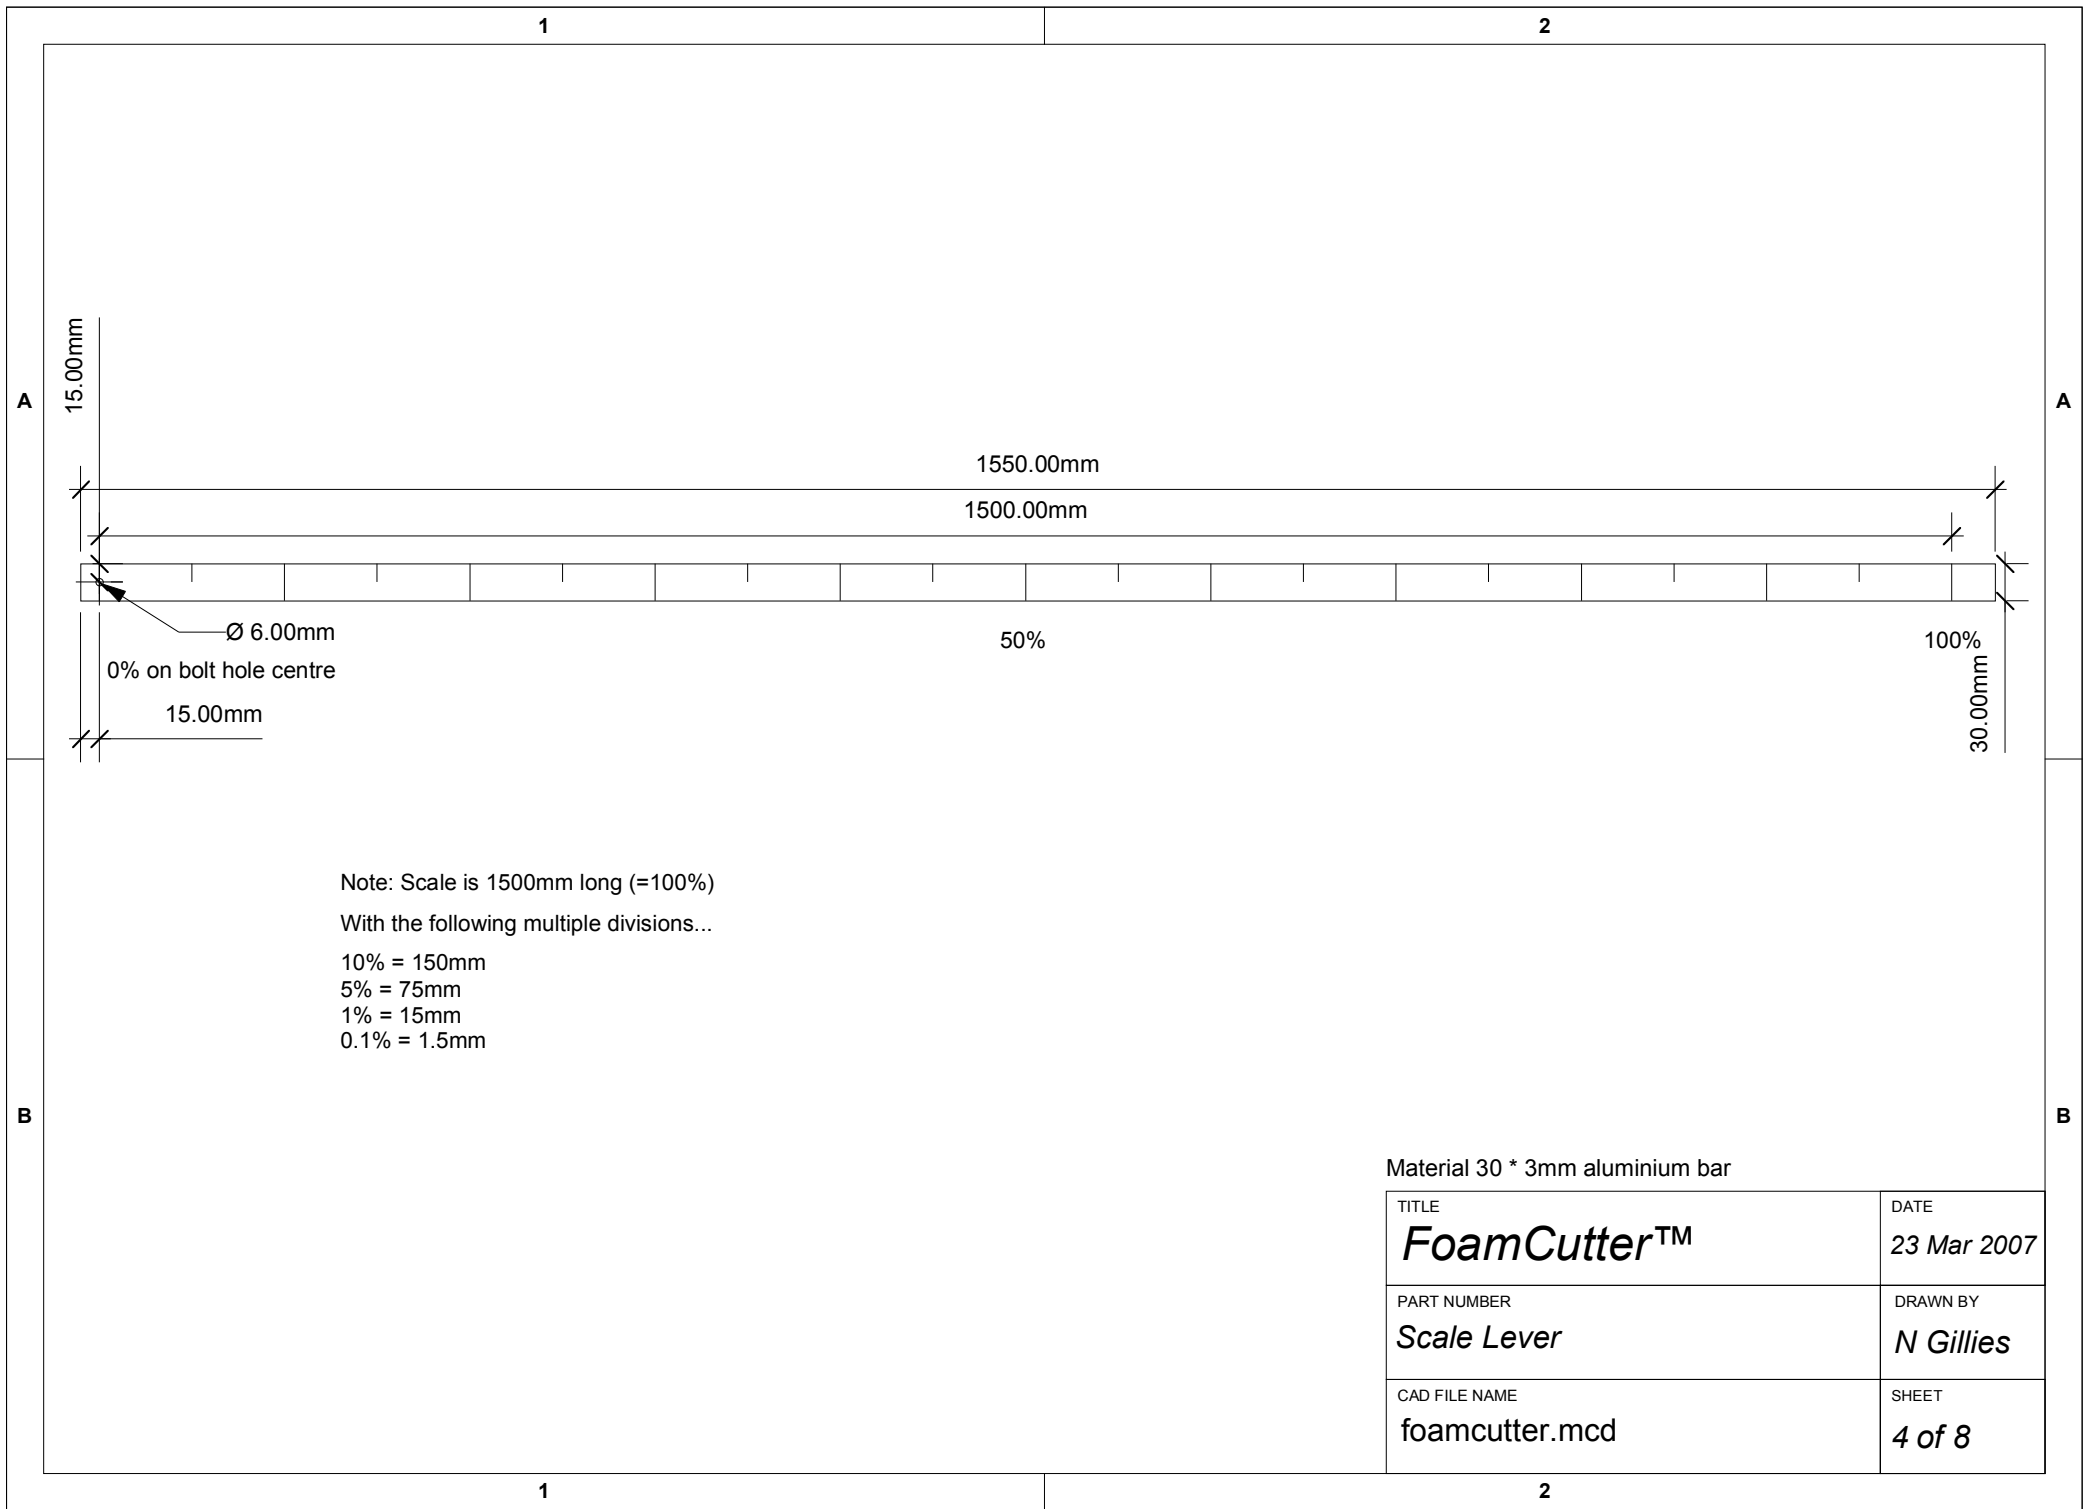 1
2
A
A
15.00mm
1550.00mm
1500.00mm
Ø 6.00mm
0% on bolt hole centre
15.00mm
50%
100%
30.00mm
Note: Scale is 1500mm long (=100%)
With the following multiple divisions...
10% = 150mm
5% = 75mm
1% = 15mm
0.1% = 1.5mm
B
B
Material 30 * 3mm aluminium bar
TITLE
FoamCutter™
DATE
23 Mar 2007
PART NUMBER
Scale Lever
DRAWN BY
N Gillies
CAD FILE NAME
foamcutter.mcd
SHEET
4 of 8
1
2